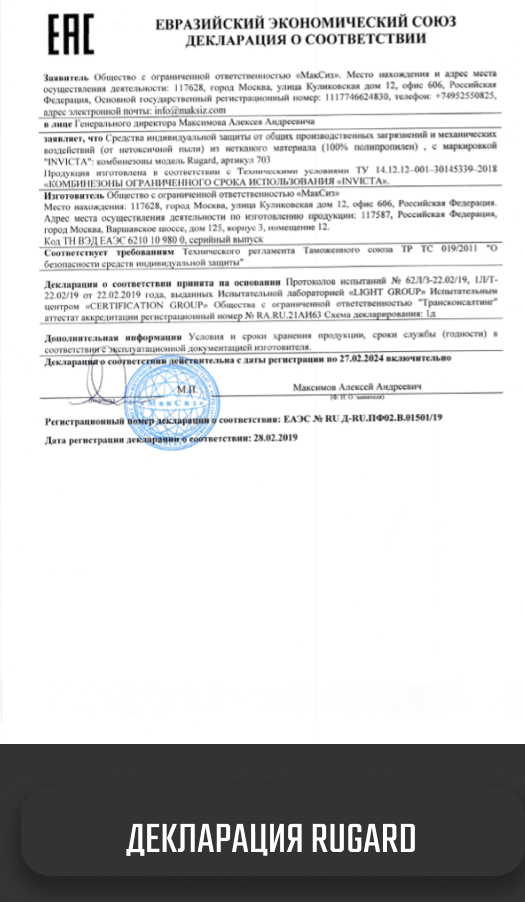 ЕАС
ЕВРАЗИЙСКИЙ ЭКОНОМИЧЕСКИЙ СОЮЗ
ДЕКЛАРАЦИЯ О СООТВЕТСТВИИ
Заявитель Общество с ограниченной ответственностью «МакСиз». Место нахождения и адрес места
осуществления деятельности: 117628, город Москва, улица Куликовская дом 12, офис 606, Российская
Федерация, Основной государственный регистрационный номер: 1117746624830, телефон: +74952550825,
адрес электронной почты: info@maksiz.com
в лице Генерального директора Максимова Алексея Андреевича
заявляет, что Средства индивидуальной защиты от общих производственных загрязнений и механических
воздействий (от нетоксичной пыли) из нетканого материала (100% полипропилен) , с маркировкой
"INVICTA": комбинезоны модель Rugard, артикул 703
Продукция изготовлена в соответствии с Техническими условиями ТУ 14.12.12–001–30145339–2018
«КОМБИНЕЗОНЫ ОГРАНИЧЕННОГО СРОКА ИСПОЛЬЗОВАНИЯ «INVICTA».
Изготовитель Общество с ограниченной ответственностью «МакСиз»
Место нахождения: 117628, город Москва, улица Куликовская дом 12, офис 606, Российская Федерация.
Адрес места осуществления деятельности по изготовлению продукции: 117587, Российская Федерация,
город Москва, Варшавское шоссе, дом 125, корпус 3, помещение 12.
Код ТН ВЭД ЕАЭС 6210 10 980 0, серийный выпуск
Соответствует требованиям Технического регламента Таможенного союза ТР ТС 019/2011 "О
безопасности средств индивидуальной защиты"
Декларация о соответствии принята на основании Протоколов испытаний № 62Л/3-22.02/19, 1Л/Т-
22.02/19 от 22.02.2019 года, выданных Испытательной лабораторией «LIGHT GROUP» Испытательным
центром «CERTIFICATION GROUP» Общества с ограниченной ответственностью "Трансконсалтинг"
аттестат аккредитации регистрационный номер № RA.RU.21АИ63 Схема декларирования: 1д
Дополнительная информация Условия и сроки хранения продукции, сроки службы (годности) в
соответствии с эксплуатационной документацией изготовителя.
Декларация о соответствии действительна с даты регистрации по 27.02.2024 включительно
М.П.
Максимов Алексей Андреевич
(Ф. И. О. заявителя)
(подпись)
«МакСиз»
Регистрационный номер декларации о соответствии: ЕАЭС № RU Д-RU.ПФ02.В.01501/19
Дата регистрации декларации о соответствии: 28.02.2019
ДЕКЛАРАЦИЯ RUGARD